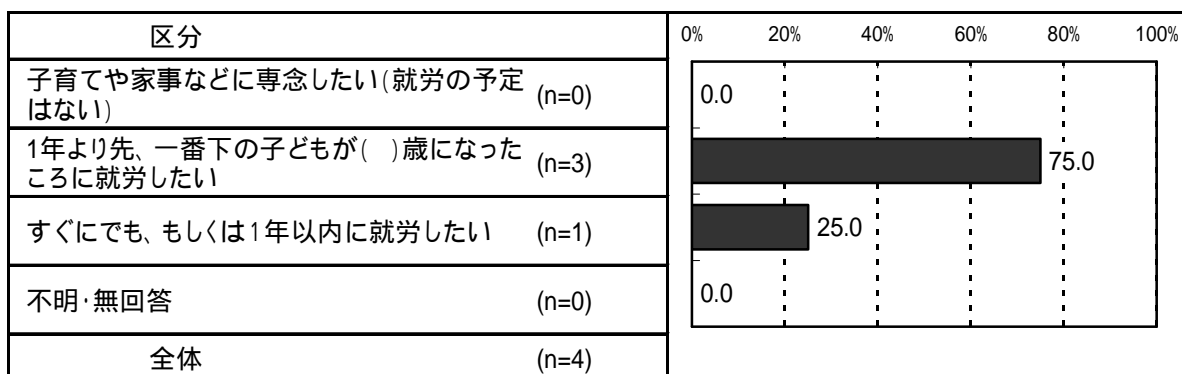 区分
0% 20% 40% 60% 80% 100%
子育てや家事などに専念したい(就労の予定
はない)
(n=0)
0.0
1年より先、一番下の子どもが(　)歳になった
ころに就労したい
(n=3)
75.0
すぐにでも、もしくは1年以内に就労したい (n=1)
25.0
不明・無回答 (n=0)
0.0
全体 (n=4)